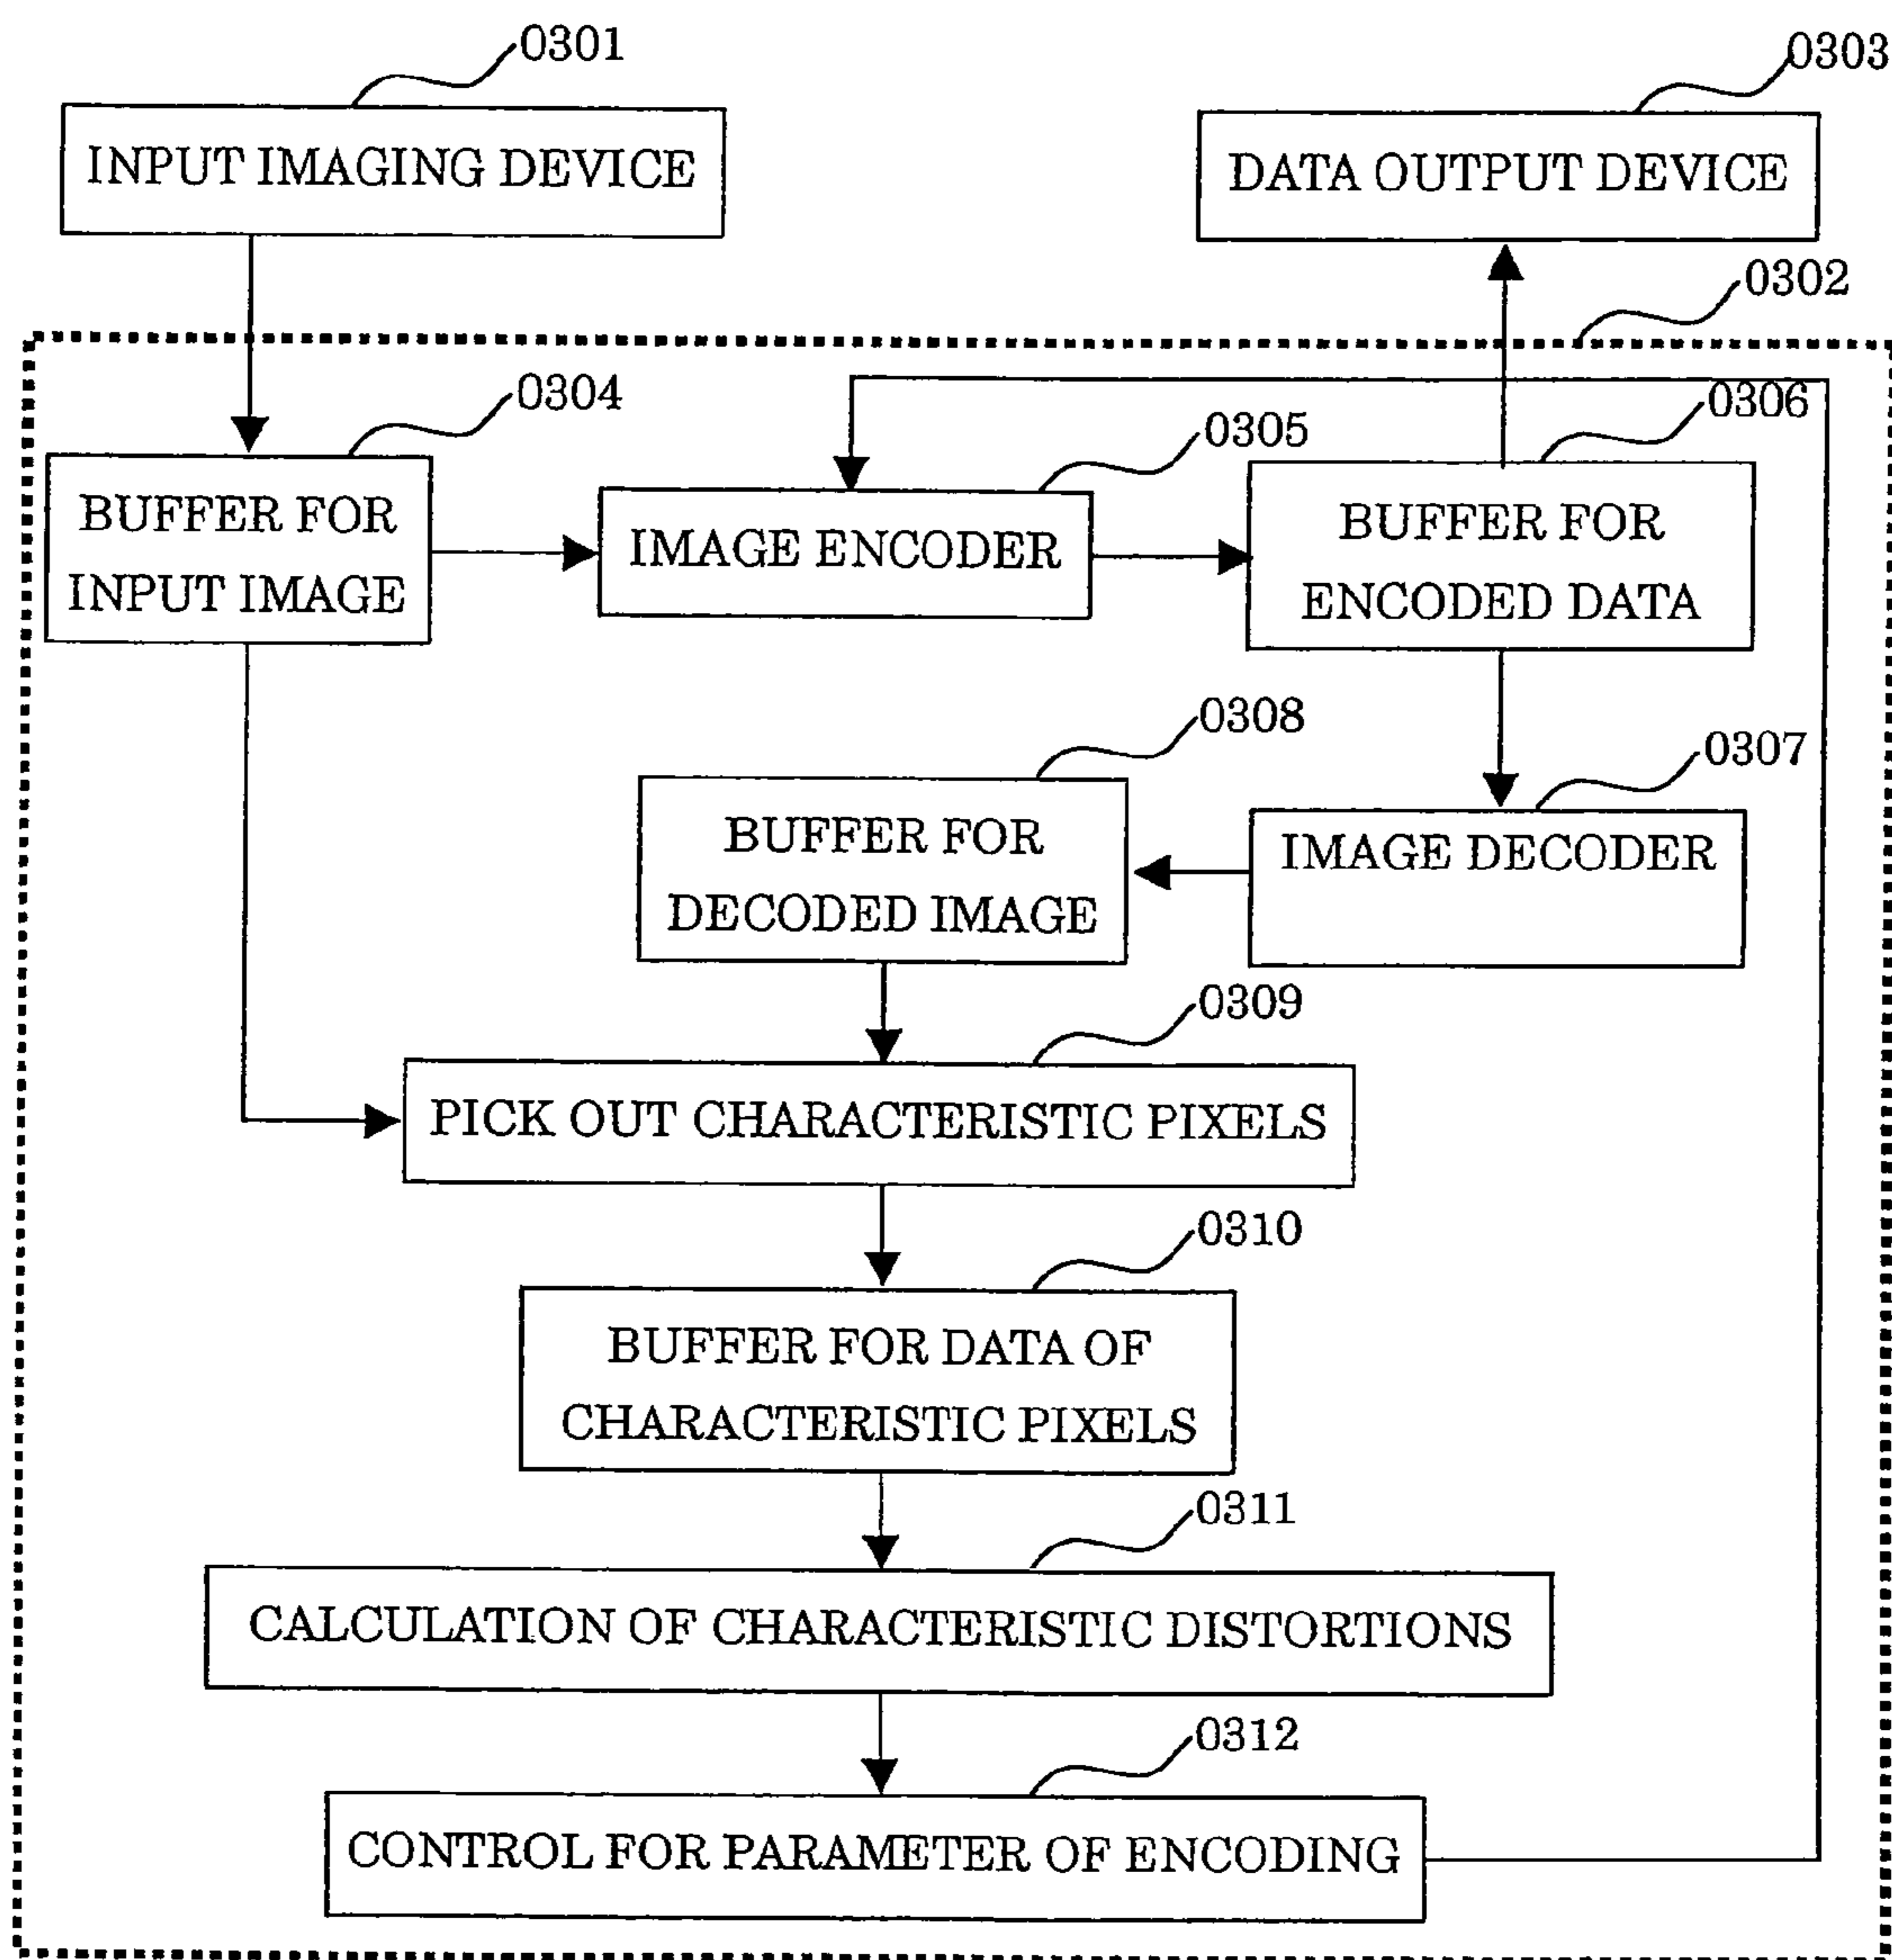 0301
0303
INPUT IMAGING DEVICE
DATA OUTPUT DEVICE
0302
0304
0305
0306
BUFFER FOR
INPUT IMAGE
IMAGE ENCODER
BUFFER FOR
ENCODED DATA
0308
0307
BUFFER FOR
DECODED IMAGE
IMAGE DECODER
0309
PICK OUT CHARACTERISTIC PIXELS
0310
BUFFER FOR DATA OF
CHARACTERISTIC PIXELS
0311
CALCULATION OF CHARACTERISTIC DISTORTIONS
0312
CONTROL FOR PARAMETER OF ENCODING